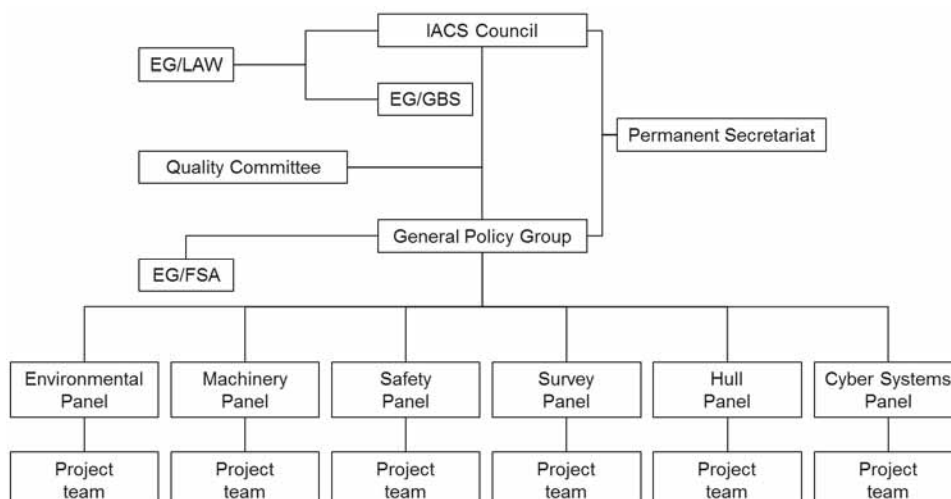 IACS Council
EG/LAW
EG/GBS
Permanent Secretariat
Quality Committee
General Policy Group
EG/FSA
Environmental
Panel
Machinery
Panel
Safety
Panel
Survey
Panel
Hull
Panel
Cyber Systems
Panel
Project
team
Project
team
Project
team
Project
team
Project
team
Project
team